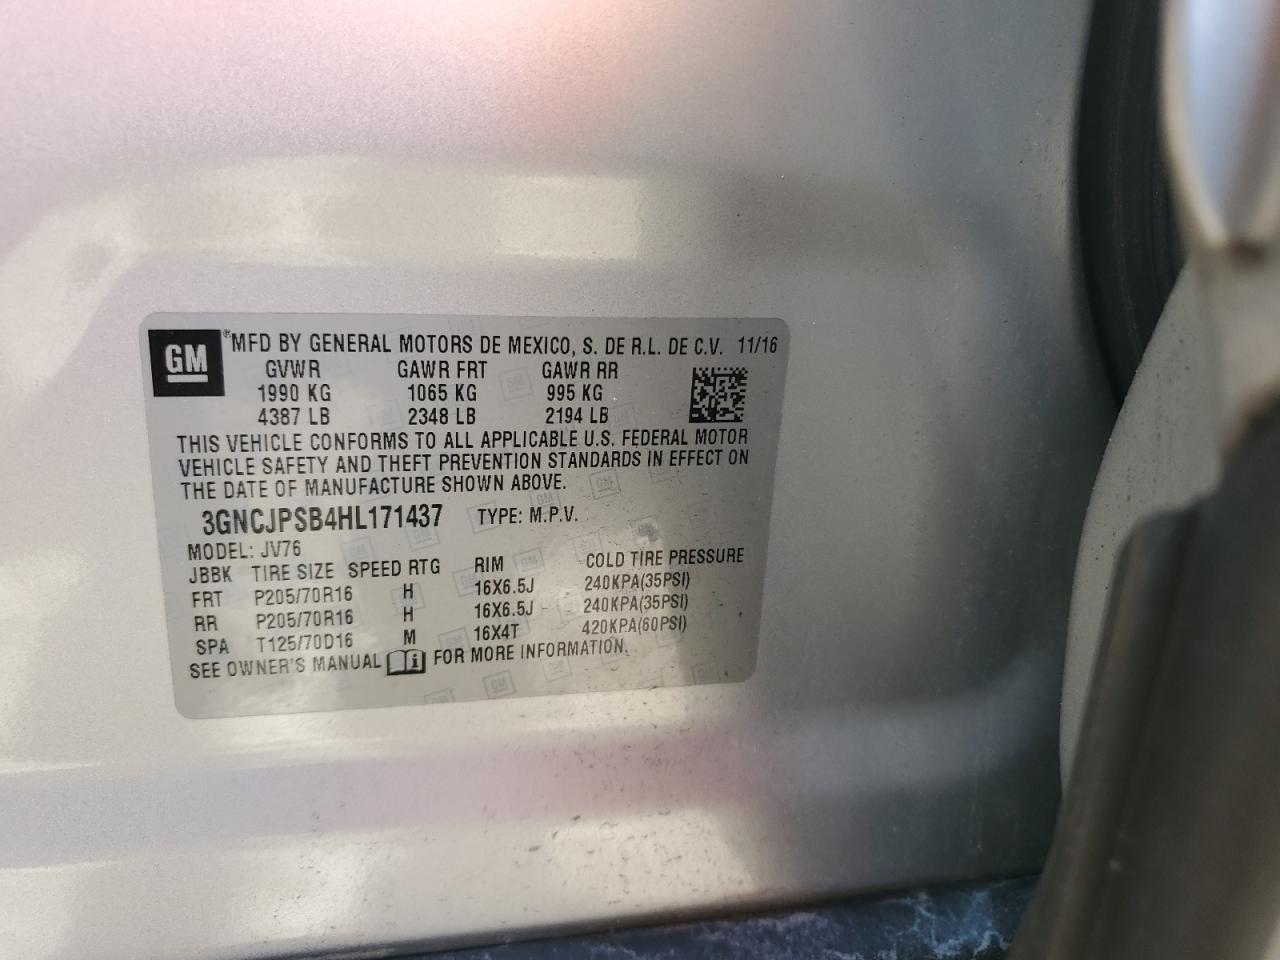 GM ® MFD BY GENERAL MOTORS DE MEXICO, S. DE R.L. DE C.V. 11/16
GVWR GAWR FRT GAWR RR
1990 KG 1065 KG 995 KG
4387 LB 2348 LB 2194 LB
THIS VEHICLE CONFORMS TO ALL APPLICABLE U.S. FEDERAL MOTOR
VEHICLE SAFETY AND THEFT PREVENTION STANDARDS IN EFFECT ON
THE DATE OF MANUFACTURE SHOWN ABOVE.
3GNCJPSB4HL171437 TYPE: M.P.V.
MODEL: JV76
JBBK TIRE SIZE SPEED RTG RIM COLD TIRE PRESSURE
FRT P205/70R16 H 16X6.5J 240KPA(35PSI)
RR P205/70R16 H 16X6.5J 240KPA(35PSI)
SPA T125/70D16 M 16X4T 420KPA(60PSI)
SEE OWNER'S MANUAL FOR MORE INFORMATION.